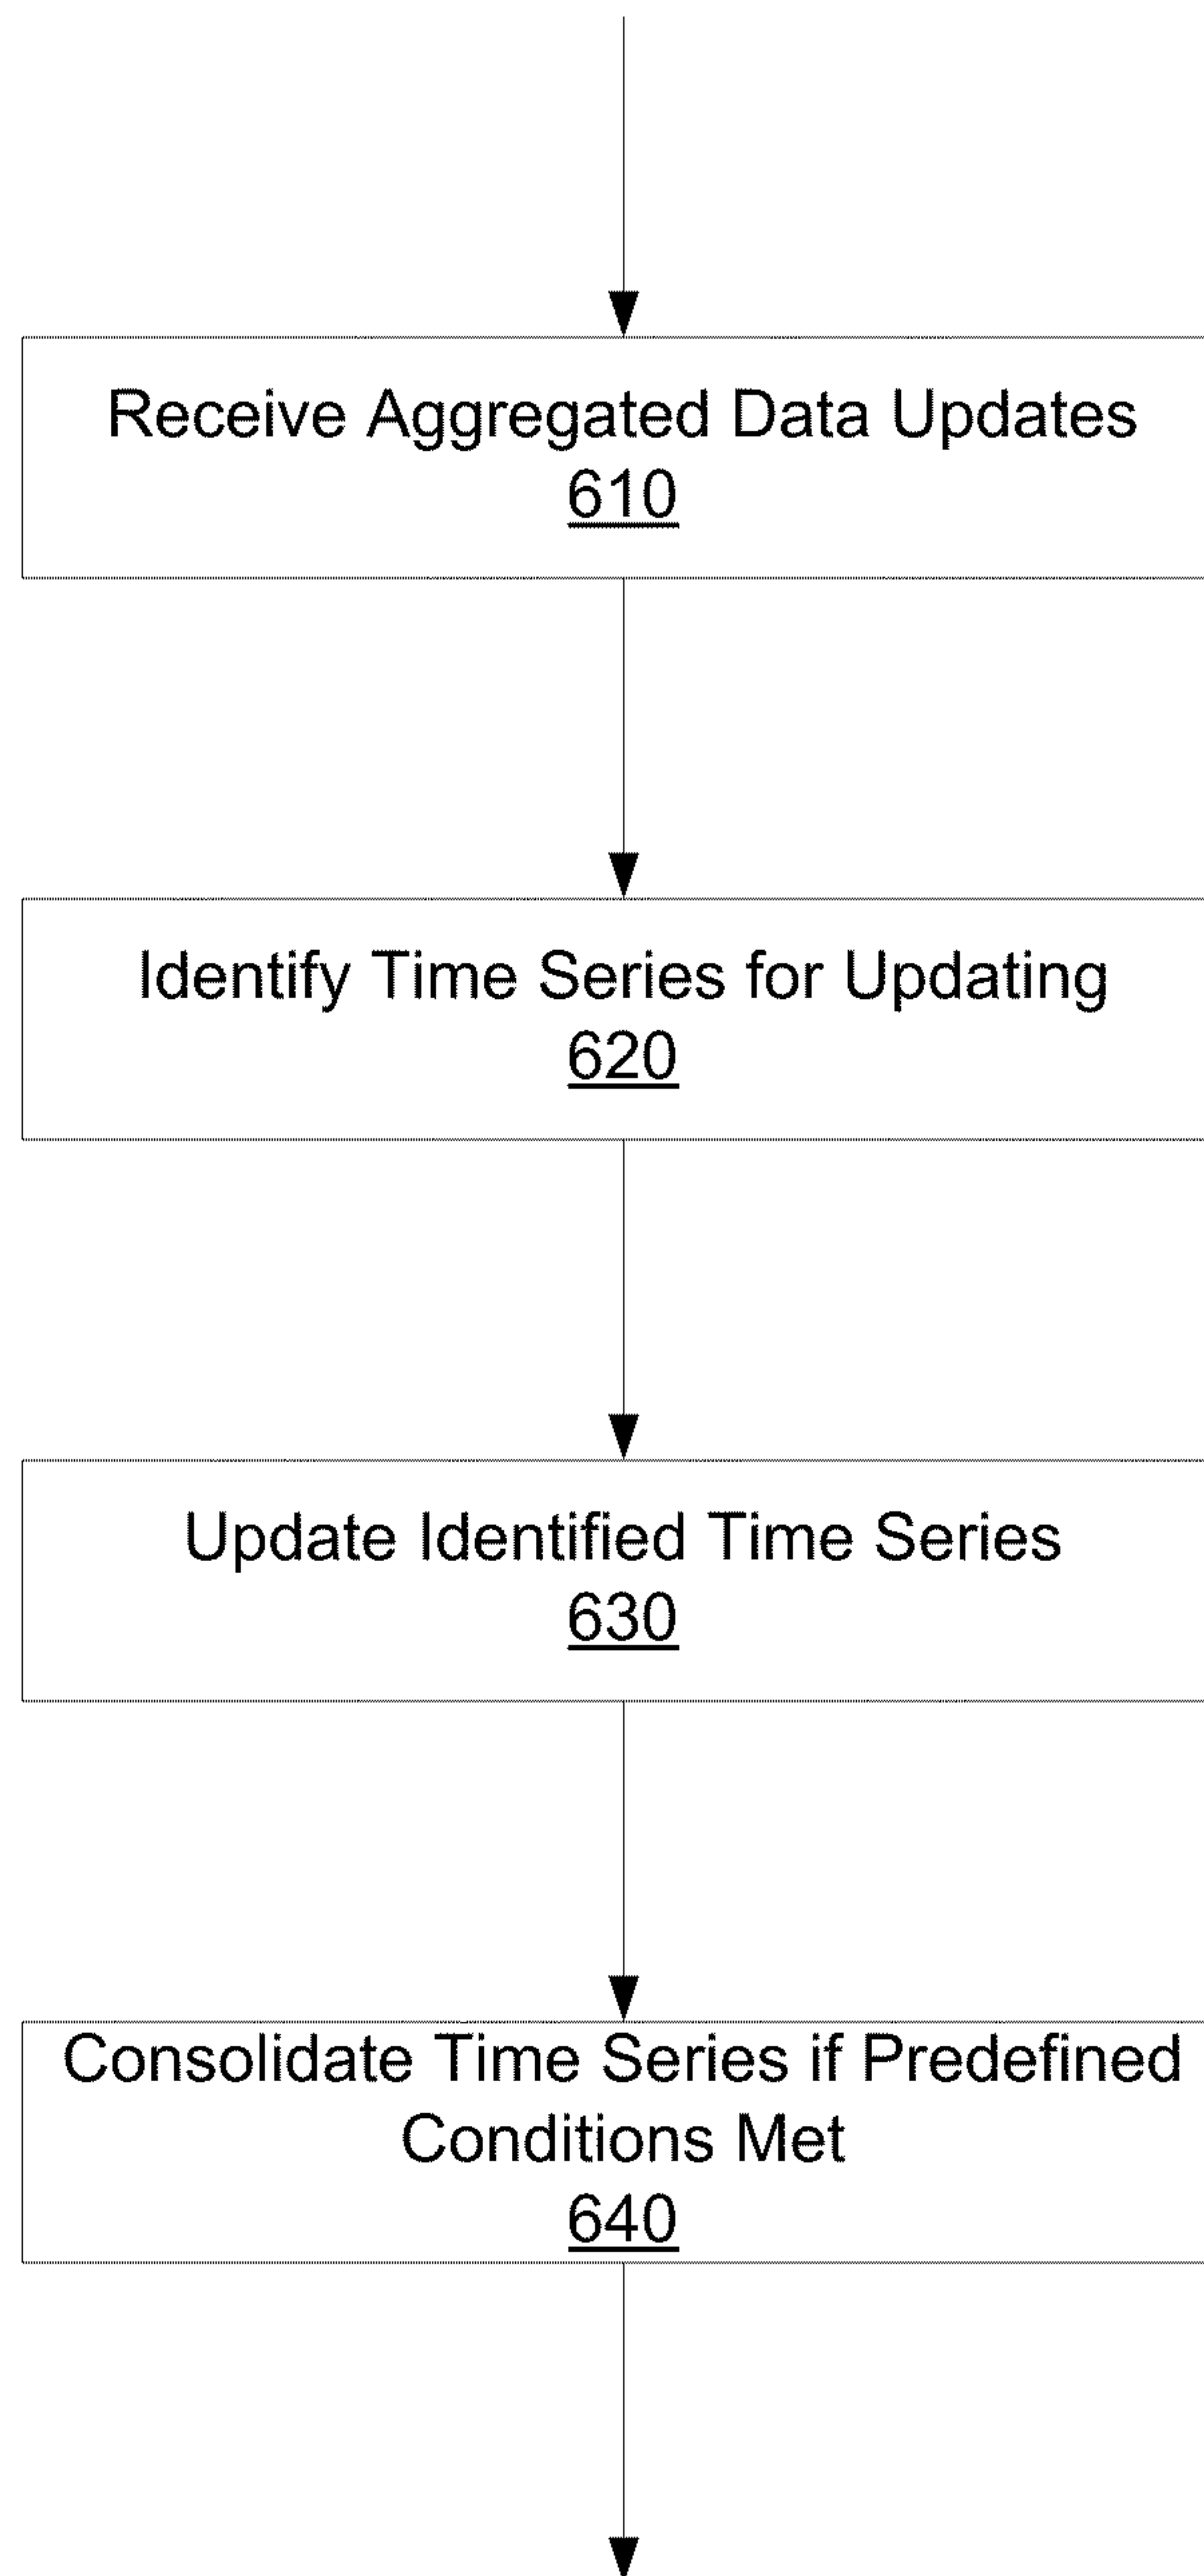 Receive Aggregated Data Updates
610
Identify Time Series for Updating
620
Update Identified Time Series
630
Consolidate Time Series if Predefined
Conditions Met
640